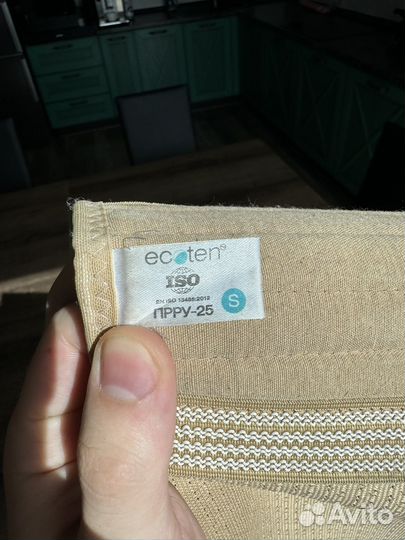 ecoten®
ISO
EN ISO 13485:2012
ПРРУ-25
S
Avito